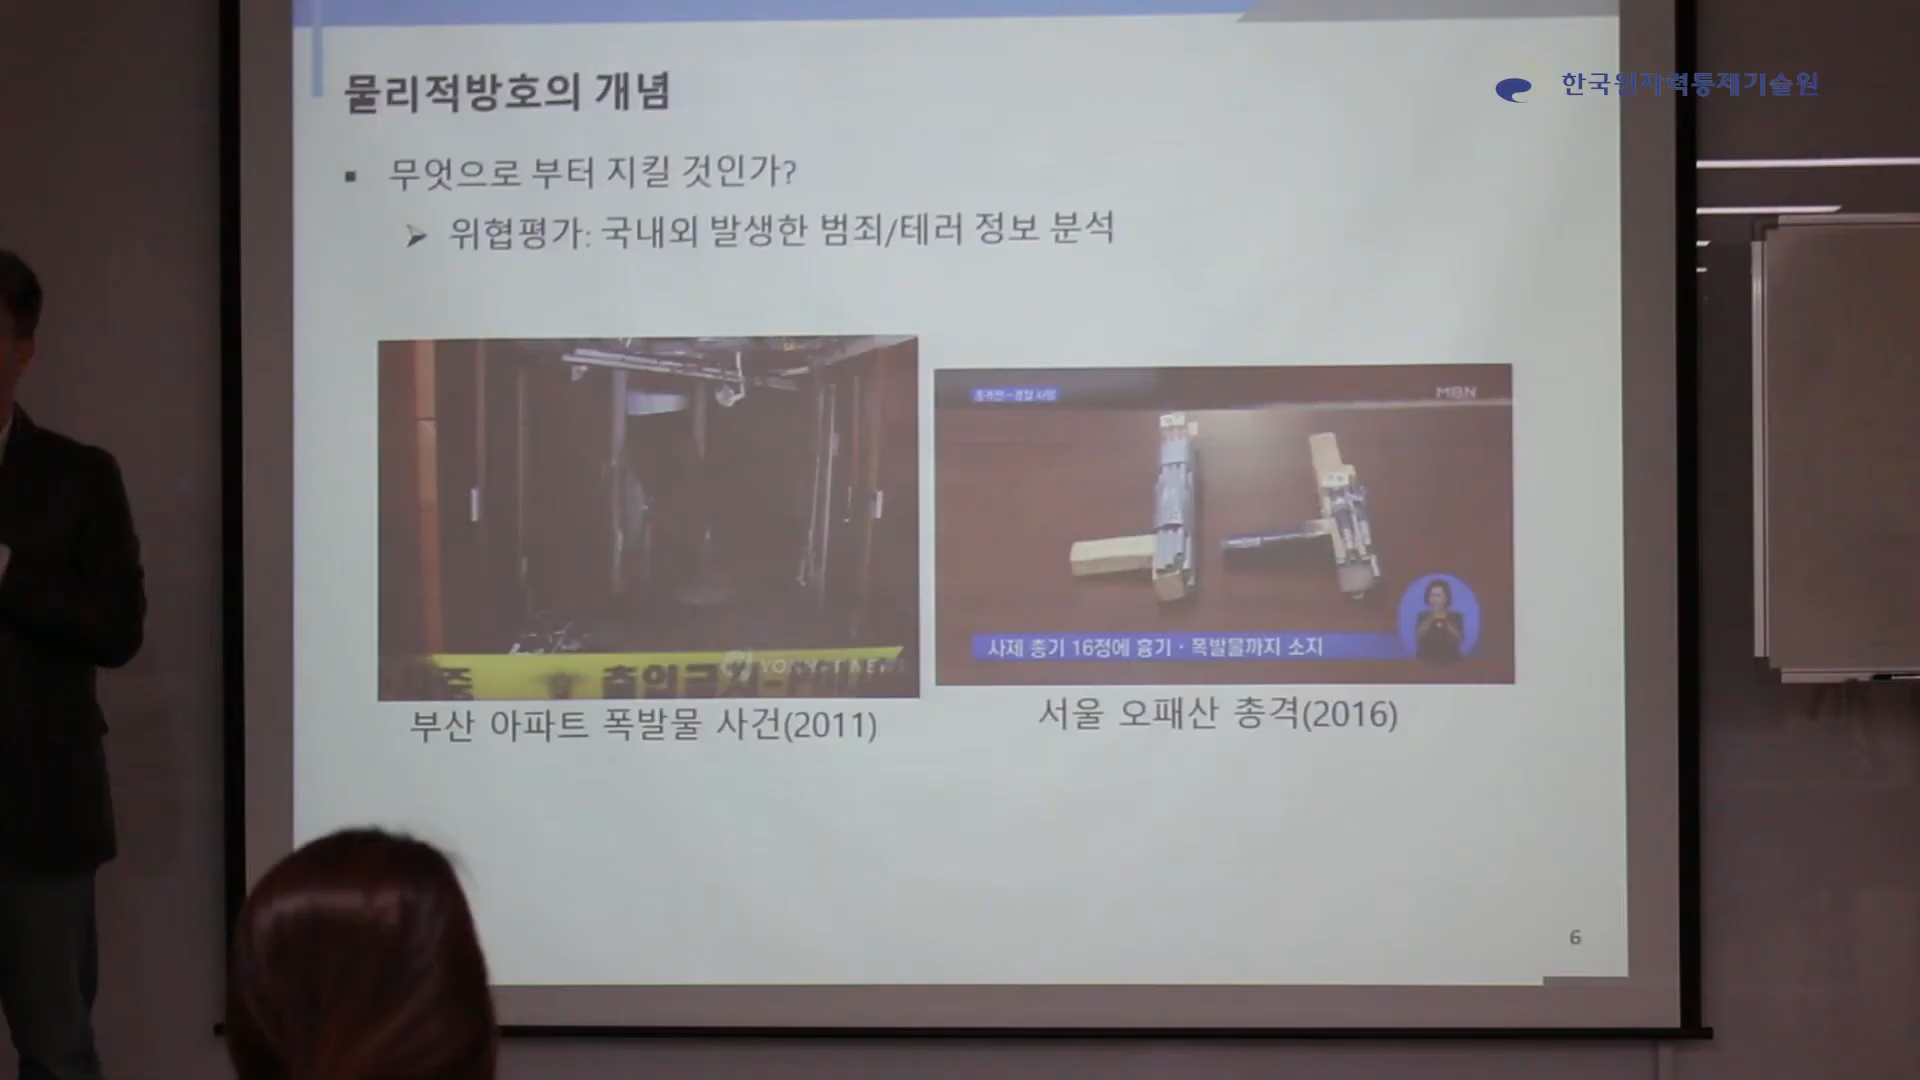 물리적방호의 개념
한국원자력통제기술원
▪ 무엇으로 부터 지킬 것인가?
➢ 위협평가: 국내외 발생한 범죄/테러 정보 분석
MBN
사제 총기 16정에 흉기·폭발물까지 소지
출입금지
부산 아파트 폭발물 사건(2011)
서울 오패산 총격(2016)
6